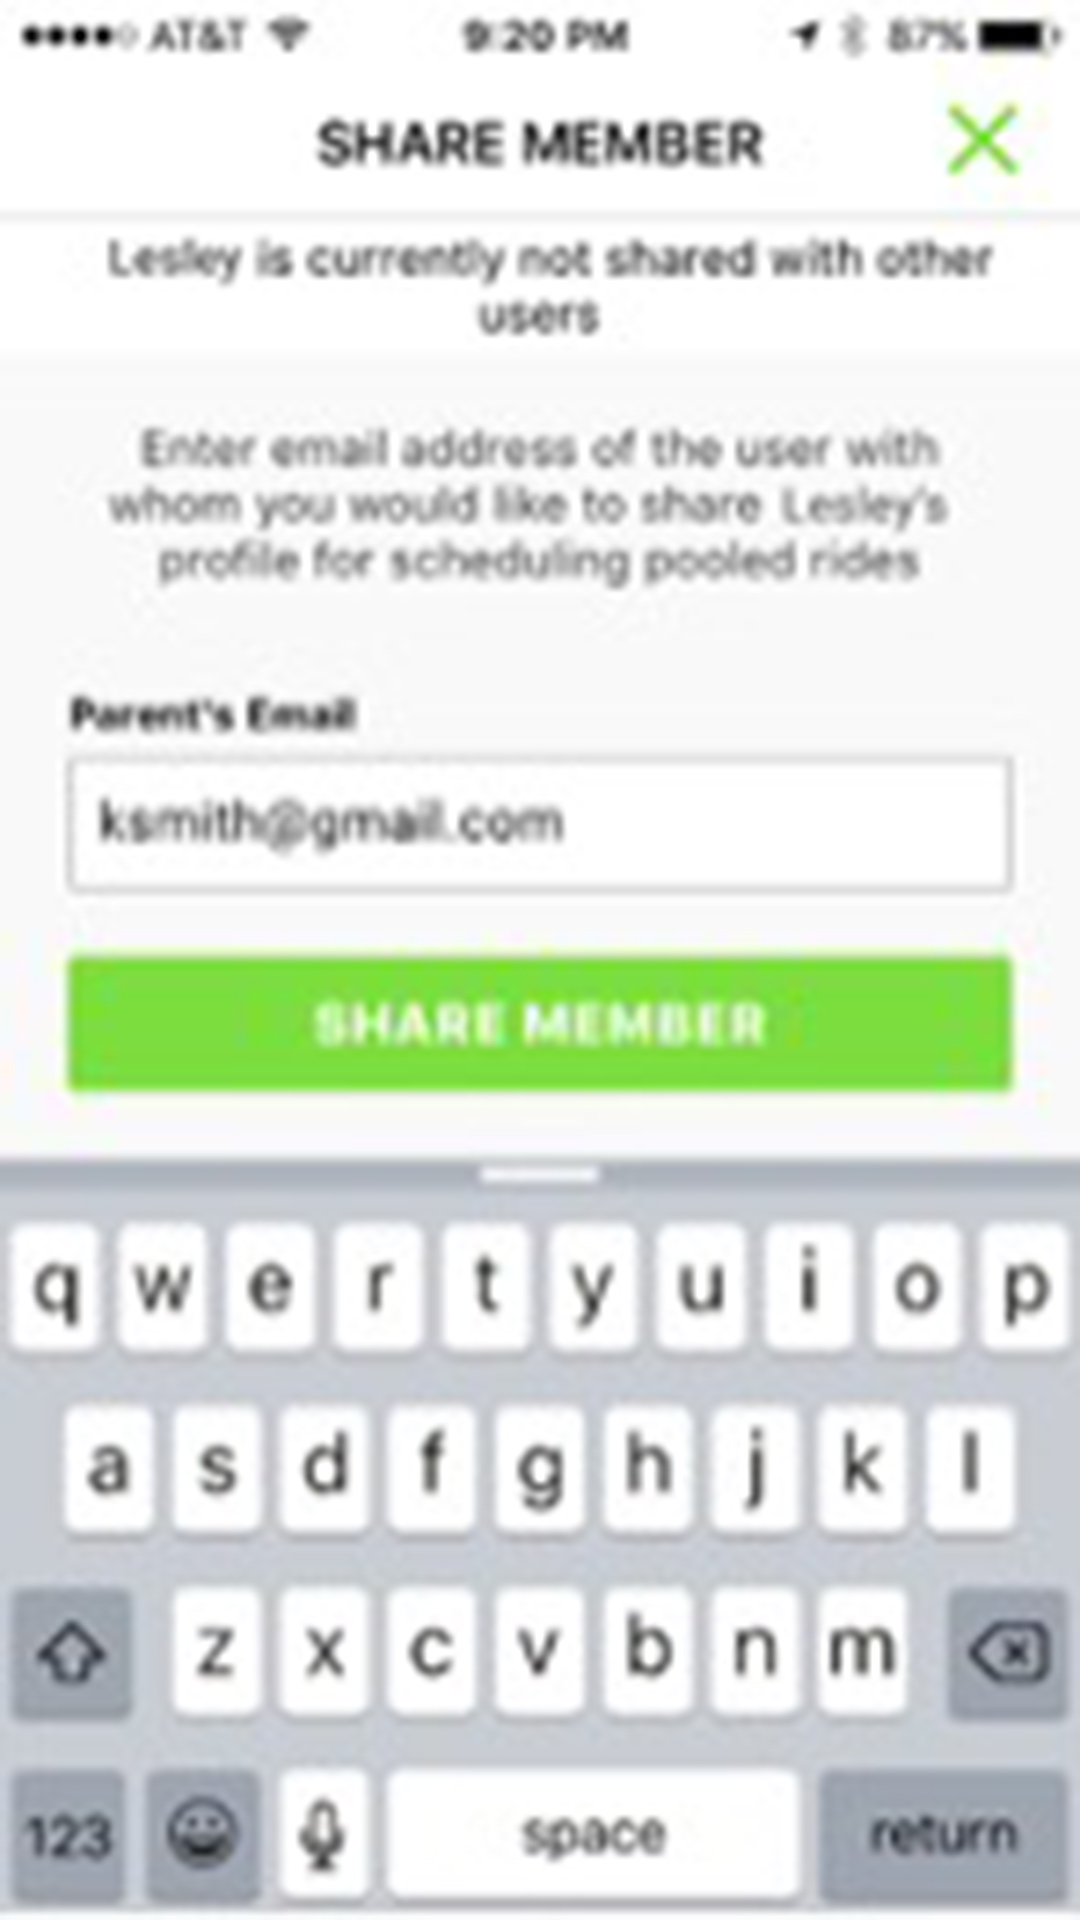 AT&T 9:20 PM 87%
SHARE MEMBER
Lesley is currently not shared with other
users
Enter email address of the user with
whom you would like to share Lesley's
profile for scheduling pooled rides
Parent's Email
ksmith@gmail.com
SHARE MEMBER
q w e r t y u i o p
a s d f g h j k l
z x c v b n m
123 space return